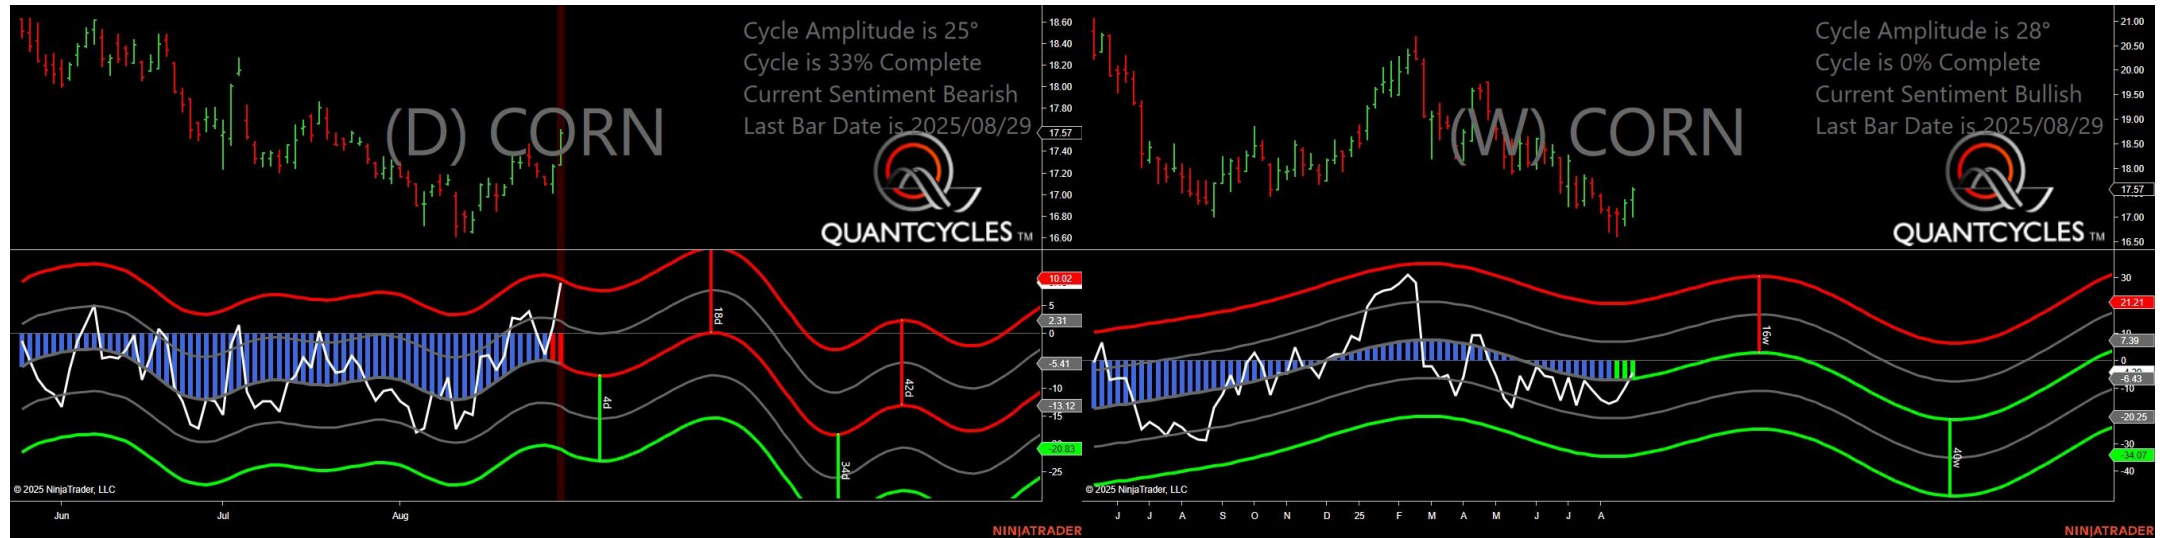 Cycle Amplitude is 25°
Cycle is 33% Complete
Current Sentiment Bearish
Last Bar Date is 2025/08/29
(D) CORN
QUANTCYCLES TM
18.60
18.40
18.20
18.00
17.80
17.57
17.40
17.20
17.00
16.80
16.60
10.02
5
2.31
0
-5.41
-10
-13.12
-15
-20.83
-25
4d
18d
34d
42d
© 2025 NinjaTrader, LLC
Jun
Jul
Aug
NINJATRADER
Cycle Amplitude is 28°
Cycle is 0% Complete
Current Sentiment Bullish
Last Bar Date is 2025/08/29
(W) CORN
QUANTCYCLES TM
21.00
20.50
20.00
19.50
19.00
18.50
18.00
17.57
17.00
16.50
30
21.21
7.39
0
-6.43
-10
-20.25
-30
-34.07
-40
16w
40w
© 2025 NinjaTrader, LLC
J
J
A
S
O
N
D
25
F
M
A
M
J
J
A
NINJATRADER